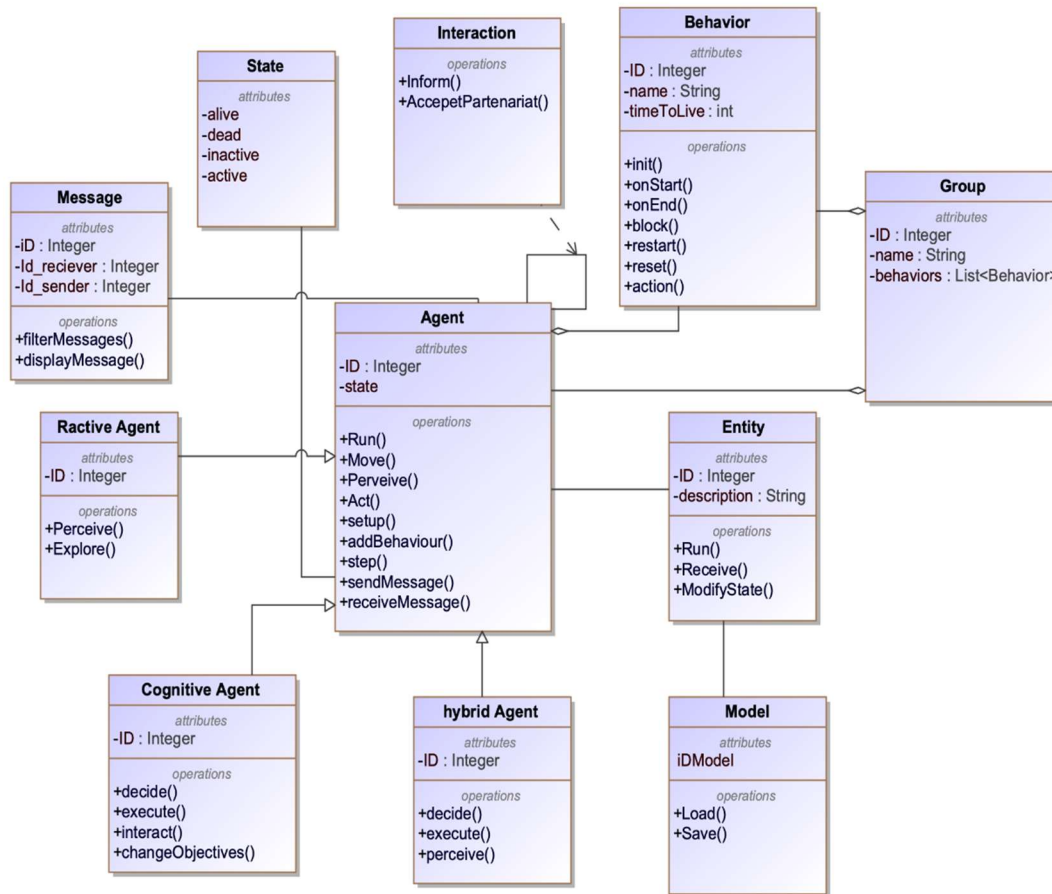 Interaction
operations
+Inform()
+AccepetPartenariat()
Behavior
attributes
-ID : Integer
-name : String
-timeToLive : int
operations
+init()
+onStart()
+onEnd()
+block()
+restart()
+reset()
+action()
State
attributes
-alive
-dead
-inactive
-active
Message
attributes
-iD : Integer
-Id_reciever : Integer
-Id_sender : Integer
operations
+filterMessages()
+displayMessage()
Group
attributes
-ID : Integer
-name : String
-behaviors : List<Behavior>
Agent
attributes
-ID : Integer
-state
operations
+Run()
+Move()
+Perveive()
+Act()
+setup()
+addBehaviour()
+step()
+sendMessage()
+receiveMessage()
Ractive Agent
attributes
-ID : Integer
operations
+Perceive()
+Explore()
Entity
attributes
-ID : Integer
-description : String
operations
+Run()
+Receive()
+ModifyState()
Cognitive Agent
attributes
-ID : Integer
operations
+decide()
+execute()
+interact()
+changeObjectives()
hybrid Agent
attributes
-ID : Integer
operations
+decide()
+execute()
+perceive()
Model
attributes
iDModel
operations
+Load()
+Save()